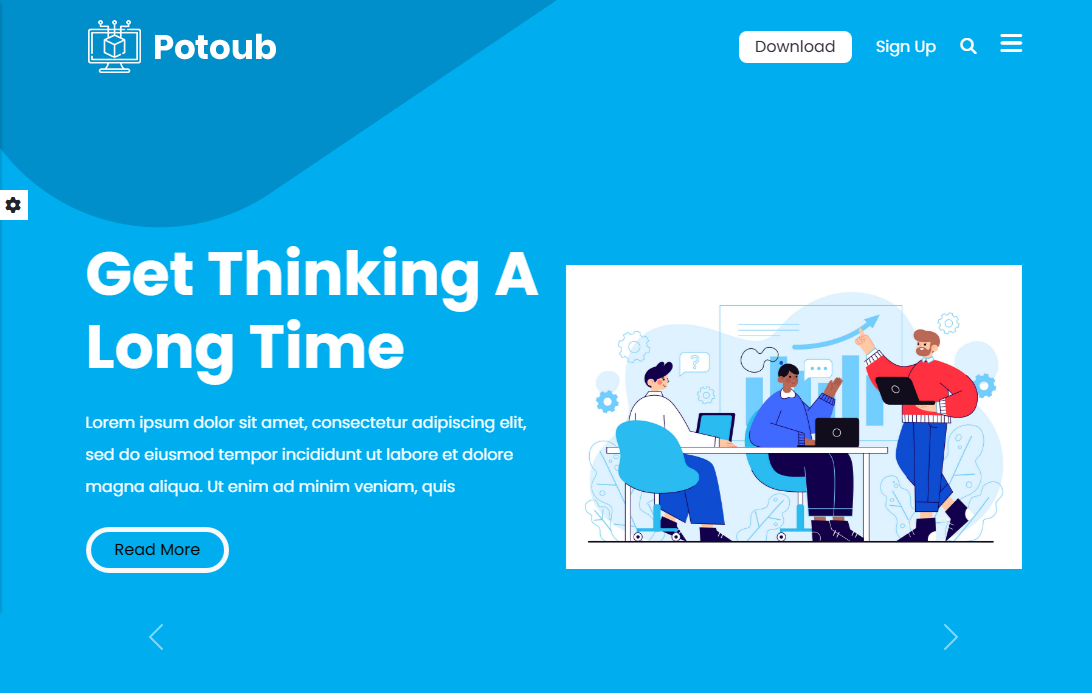 Potoub
Download
Sign Up
Get Thinking A
Long Time
Lorem ipsum dolor sit amet, consectetur adipiscing elit,
sed do eiusmod tempor incididunt ut labore et dolore
magna aliqua. Ut enim ad minim veniam, quis
Read More
?